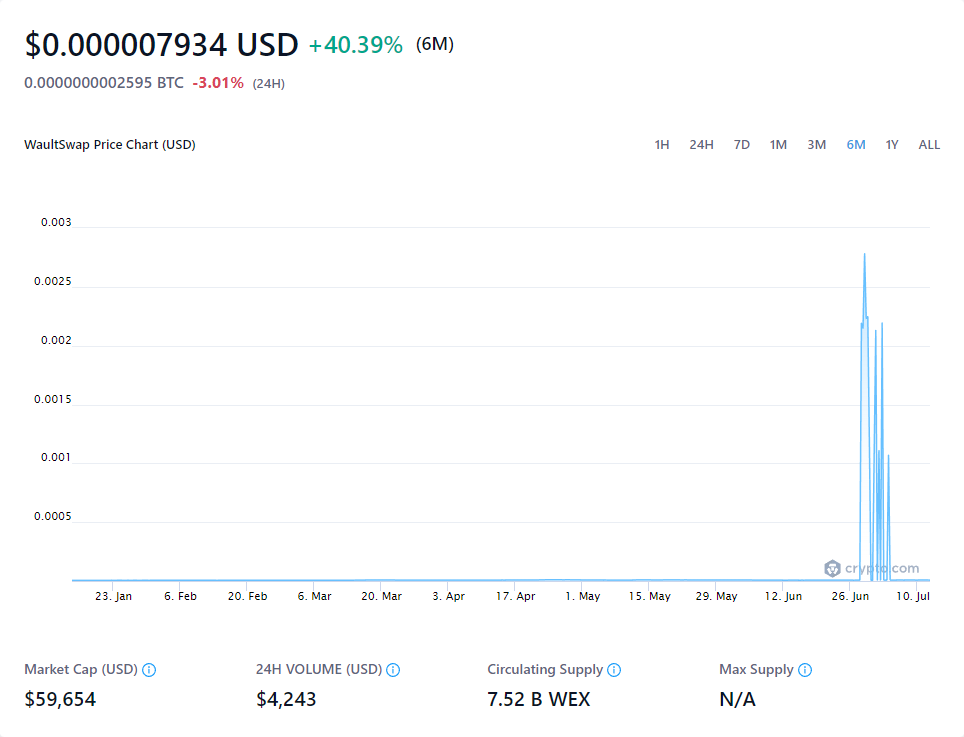 $0.000007934 USD +40.39% (6M)
0.0000000002595 BTC -3.01% (24H)
WaultSwap Price Chart (USD) 1H 24H 7D 1M 3M 6M 1Y ALL
0.003
0.0025
0.002
0.0015
0.001
0.0005
crypto.com
23. Jan 6. Feb 20. Feb 6. Mar 20. Mar 3. Apr 17. Apr 1. May 15. May 29. May 12. Jun 26. Jun 10. Jul
Market Cap (USD) 24H VOLUME (USD) Circulating Supply Max Supply
$59,654 $4,243 7.52 B WEX N/A